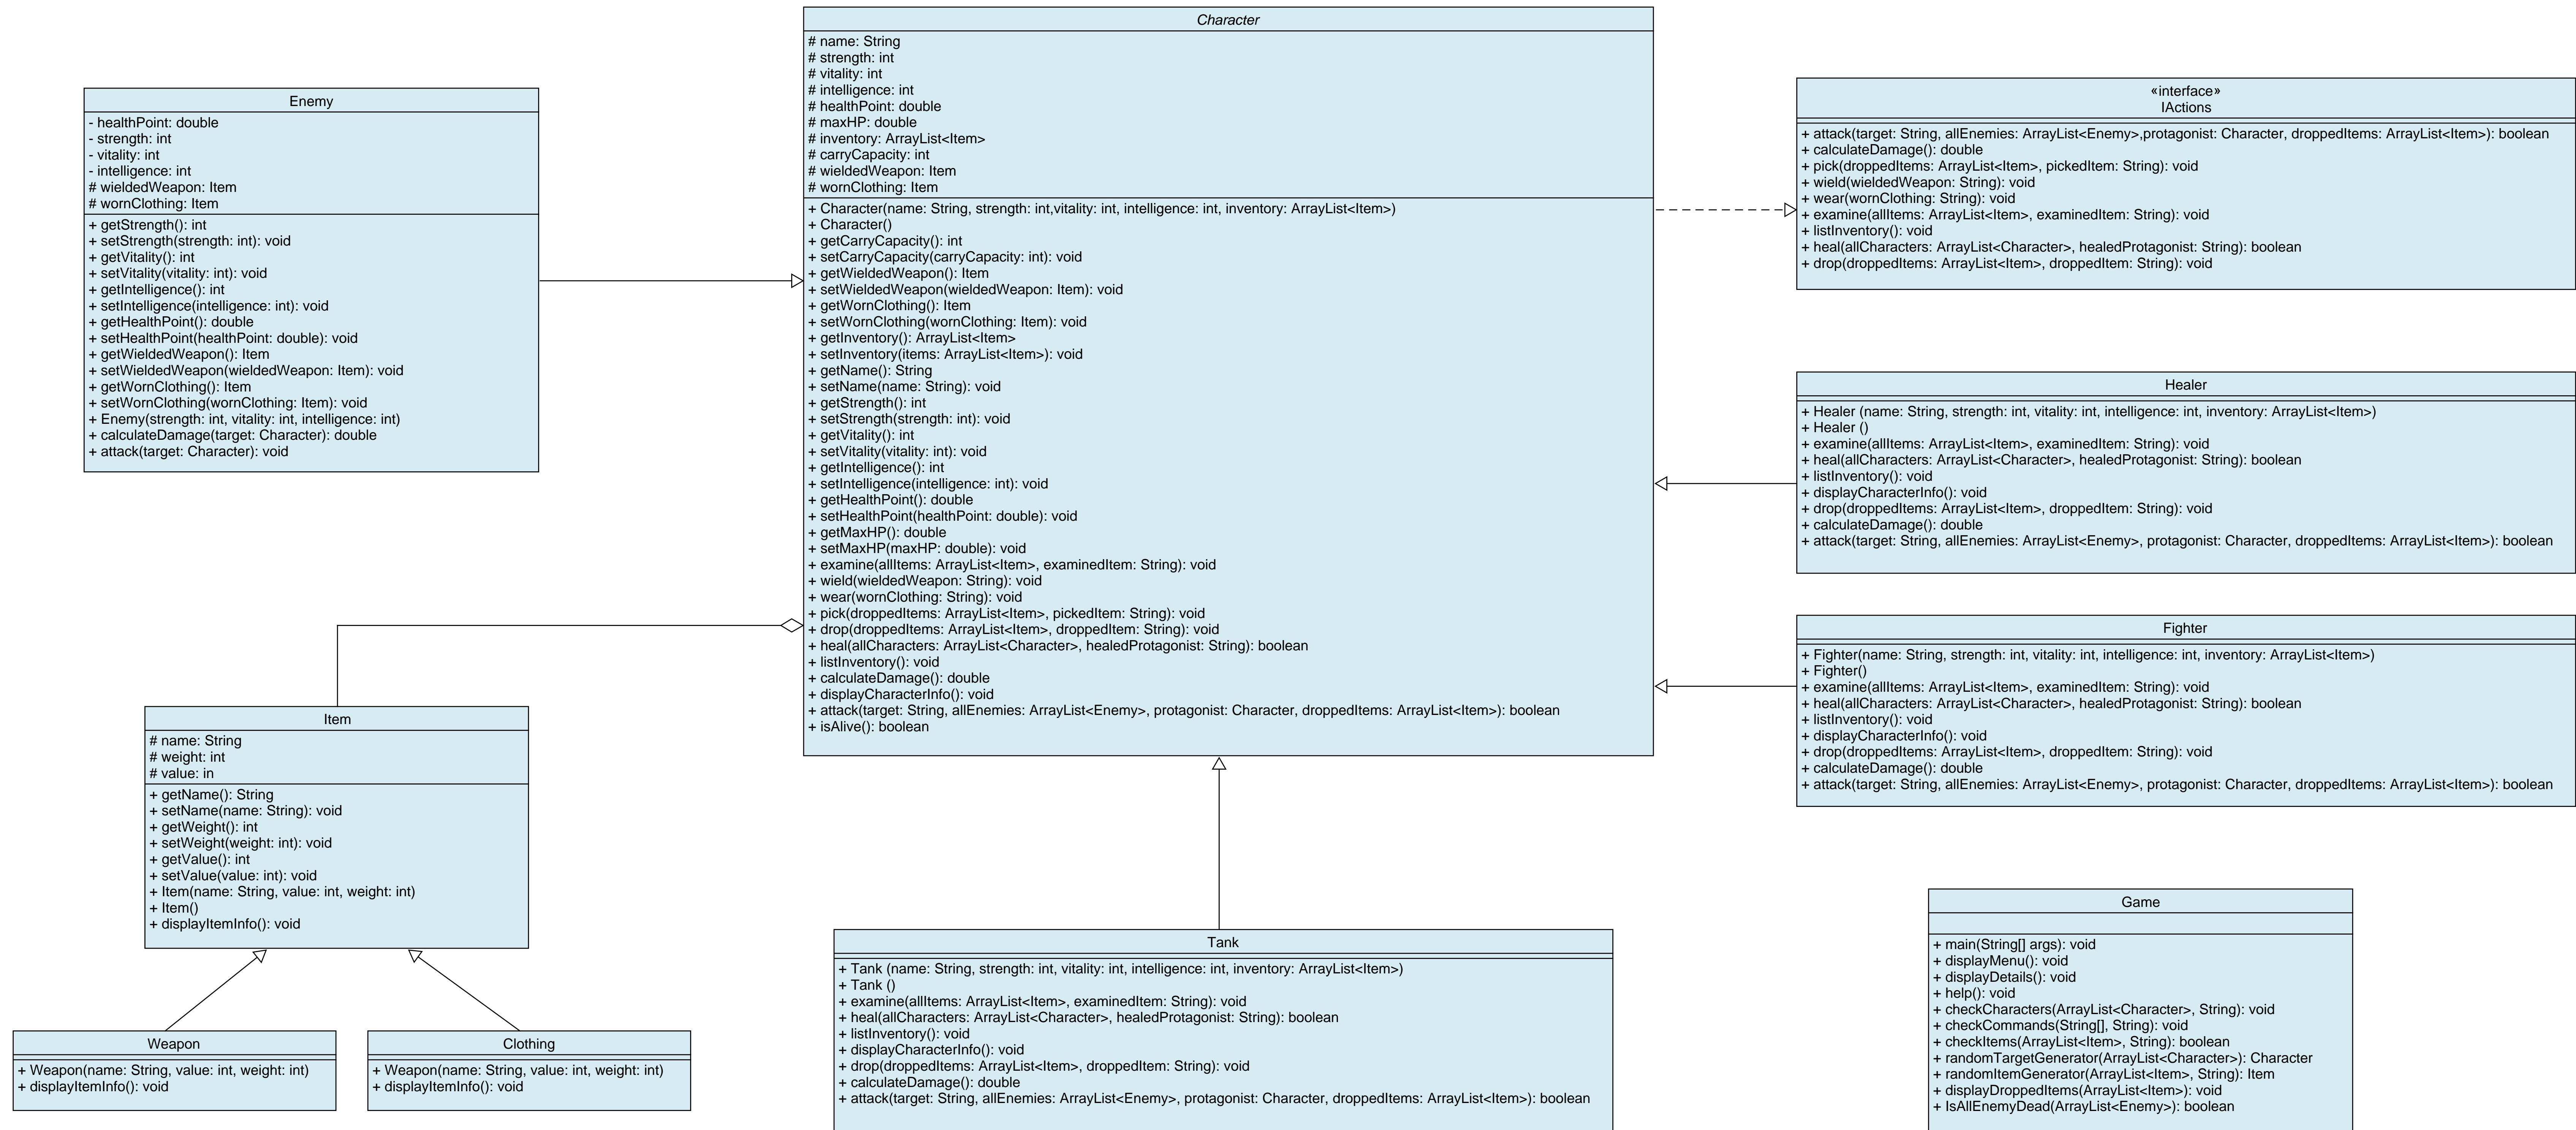 Character
# name: String
# strength: int
# vitality: int
# intelligence: int
# healthPoint: double
# maxHP: double
# inventory: ArrayList<Item>
# carryCapacity: int
# wieldedWeapon: Item
# wornClothing: Item
+ Character(name: String, strength: int,vitality: int, intelligence: int, inventory: ArrayList<Item>)
+ Character()
+ getCarryCapacity(): int
+ setCarryCapacity(carryCapacity: int): void
+ getWieldedWeapon(): Item
+ setWieldedWeapon(wieldedWeapon: Item): void
+ getWornClothing(): Item
+ setWornClothing(wornClothing: Item): void
+ getInventory(): ArrayList<Item>
+ setInventory(items: ArrayList<Item>): void
+ getName(): String
+ setName(name: String): void
+ getStrength(): int
+ setStrength(strength: int): void
+ getVitality(): int
+ setVitality(vitality: int): void
+ getIntelligence(): int
+ setIntelligence(intelligence: int): void
+ getHealthPoint(): double
+ setHealthPoint(healthPoint: double): void
+ getMaxHP(): double
+ setMaxHP(maxHP: double): void
+ examine(allItems: ArrayList<Item>, examinedItem: String): void
+ wield(wieldedWeapon: String): void
+ wear(wornClothing: String): void
+ pick(droppedItems: ArrayList<Item>, pickedItem: String): void
+ drop(droppedItems: ArrayList<Item>, droppedItem: String): void
+ heal(allCharacters: ArrayList<Character>, healedProtagonist: String): boolean
+ listInventory(): void
+ calculateDamage(): double
+ displayCharacterInfo(): void
+ attack(target: String, allEnemies: ArrayList<Enemy>, protagonist: Character, droppedItems: ArrayList<Item>): boolean
+ isAlive(): boolean
Enemy
- healthPoint: double
- strength: int
- vitality: int
- intelligence: int
# wieldedWeapon: Item
# wornClothing: Item
+ getStrength(): int
+ setStrength(strength: int): void
+ getVitality(): int
+ setVitality(vitality: int): void
+ getIntelligence(): int
+ setIntelligence(intelligence: int): void
+ getHealthPoint(): double
+ setHealthPoint(healthPoint: double): void
+ getWieldedWeapon(): Item
+ setWieldedWeapon(wieldedWeapon: Item): void
+ getWornClothing(): Item
+ setWornClothing(wornClothing: Item): void
+ Enemy(strength: int, vitality: int, intelligence: int)
+ calculateDamage(target: Character): double
+ attack(target: Character): void
«interface»
IActions
+ attack(target: String, allEnemies: ArrayList<Enemy>,protagonist: Character, droppedItems: ArrayList<Item>): boolean
+ calculateDamage(): double
+ pick(droppedItems: ArrayList<Item>, pickedItem: String): void
+ wield(wieldedWeapon: String): void
+ wear(wornClothing: String): void
+ examine(allItems: ArrayList<Item>, examinedItem: String): void
+ listInventory(): void
+ heal(allCharacters: ArrayList<Character>, healedProtagonist: String): boolean
+ drop(droppedItems: ArrayList<Item>, droppedItem: String): void
Healer
+ Healer (name: String, strength: int, vitality: int, intelligence: int, inventory: ArrayList<Item>)
+ Healer ()
+ examine(allItems: ArrayList<Item>, examinedItem: String): void
+ heal(allCharacters: ArrayList<Character>, healedProtagonist: String): boolean
+ listInventory(): void
+ displayCharacterInfo(): void
+ drop(droppedItems: ArrayList<Item>, droppedItem: String): void
+ calculateDamage(): double
+ attack(target: String, allEnemies: ArrayList<Enemy>, protagonist: Character, droppedItems: ArrayList<Item>): boolean
Fighter
+ Fighter(name: String, strength: int, vitality: int, intelligence: int, inventory: ArrayList<Item>)
+ Fighter()
+ examine(allItems: ArrayList<Item>, examinedItem: String): void
+ heal(allCharacters: ArrayList<Character>, healedProtagonist: String): boolean
+ listInventory(): void
+ displayCharacterInfo(): void
+ drop(droppedItems: ArrayList<Item>, droppedItem: String): void
+ calculateDamage(): double
+ attack(target: String, allEnemies: ArrayList<Enemy>, protagonist: Character, droppedItems: ArrayList<Item>): boolean
Item
# name: String
# weight: int
# value: in
+ getName(): String
+ setName(name: String): void
+ getWeight(): int
+ setWeight(weight: int): void
+ getValue(): int
+ setValue(value: int): void
+ Item(name: String, value: int, weight: int)
+ Item()
+ displayItemInfo(): void
Weapon
+ Weapon(name: String, value: int, weight: int)
+ displayItemInfo(): void
Clothing
+ Weapon(name: String, value: int, weight: int)
+ displayItemInfo(): void
Tank
+ Tank (name: String, strength: int, vitality: int, intelligence: int, inventory: ArrayList<Item>)
+ Tank ()
+ examine(allItems: ArrayList<Item>, examinedItem: String): void
+ heal(allCharacters: ArrayList<Character>, healedProtagonist: String): boolean
+ listInventory(): void
+ displayCharacterInfo(): void
+ drop(droppedItems: ArrayList<Item>, droppedItem: String): void
+ calculateDamage(): double
+ attack(target: String, allEnemies: ArrayList<Enemy>, protagonist: Character, droppedItems: ArrayList<Item>): boolean
Game
+ main(String[] args): void
+ displayMenu(): void
+ displayDetails(): void
+ help(): void
+ checkCharacters(ArrayList<Character>, String): void
+ checkCommands(String[], String): void
+ checkItems(ArrayList<Item>, String): boolean
+ randomTargetGenerator(ArrayList<Character>): Character
+ randomItemGenerator(ArrayList<Item>, String): Item
+ displayDroppedItems(ArrayList<Item>): void
+ IsAllEnemyDead(ArrayList<Enemy>): boolean